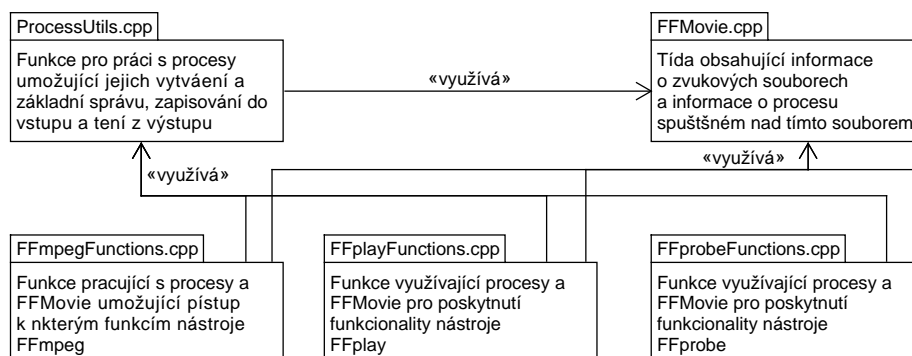 ProcessUtils.cpp
Funkce pro práci s procesy
umožující jejich vytváení a
základní správu, zapisování do
vstupu a tení z výstupu
«využívá»
FFMovie.cpp
Tída obsahující informace
o zvukových souborech
a informace o procesu
spuštšném nad tímto souborem
«využívá»
«využívá»
FFmpegFunctions.cpp
Funkce pracující s procesy a
FFMovie umožující pístup
k nkterým funkcím nástroje
FFmpeg
FFplayFunctions.cpp
Funkce využívající procesy a
FFMovie pro poskytnutí
funkcionality nástroje
FFplay
FFprobeFunctions.cpp
Funkce využívající procesy a
FFMovie pro poskytnutí
funkcionality nástroje
FFprobe